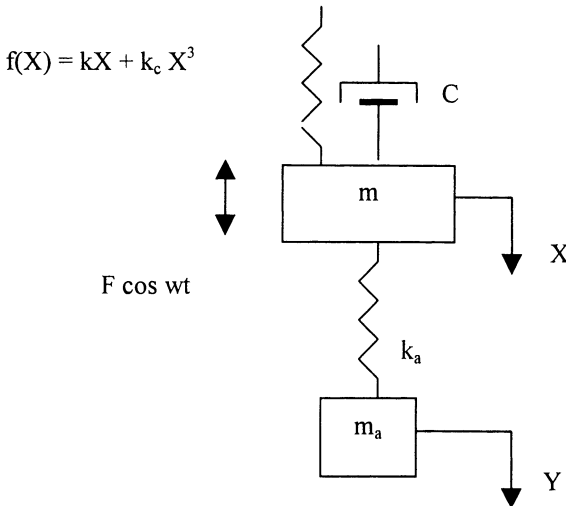 f(X) = kX + k_c X^3
C
m
X
F cos wt
k_a
m_a
Y